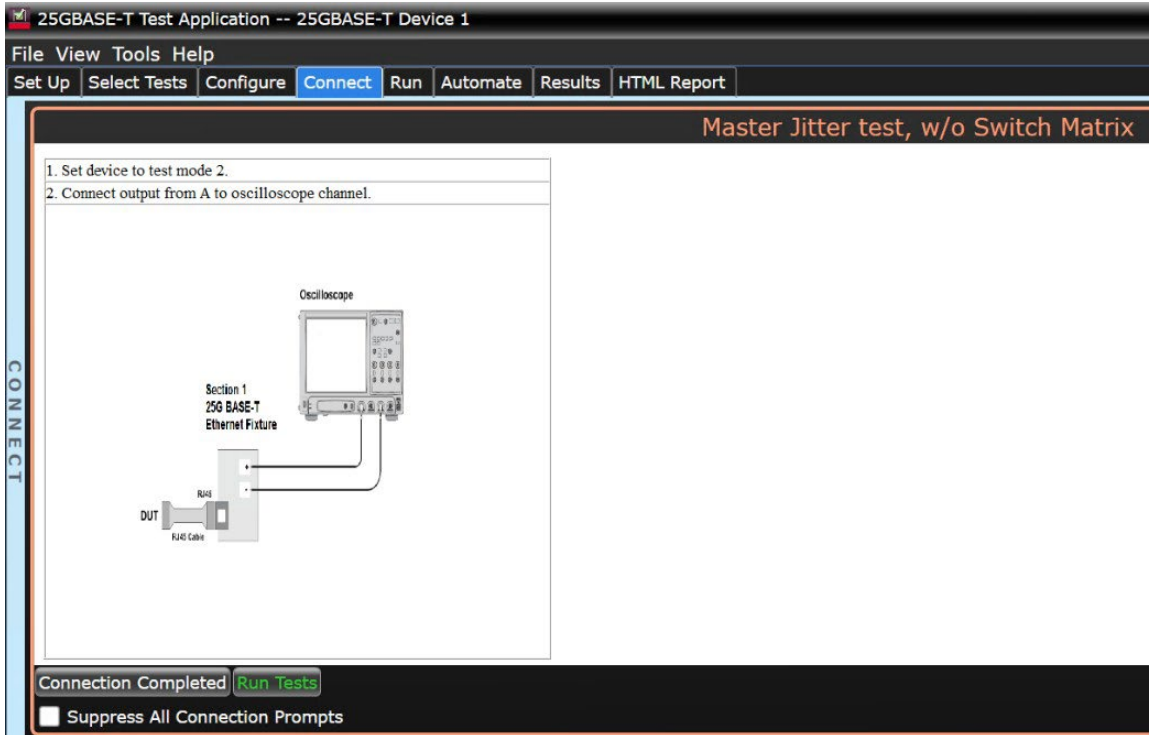 25GBASE-T Test Application -- 25GBASE-T Device 1
File View Tools Help
Set Up Select Tests Configure Connect Run Automate Results HTML Report
Master Jitter test, w/o Switch Matrix
1. Set device to test mode 2.
2. Connect output from A to oscilloscope channel.
Oscilloscope
Section 1
25G BASE-T
Ethernet Fixture
+
-
RJ45
DUT
RJ45 Cable
CONNECT
Connection Completed Run Tests
Suppress All Connection Prompts